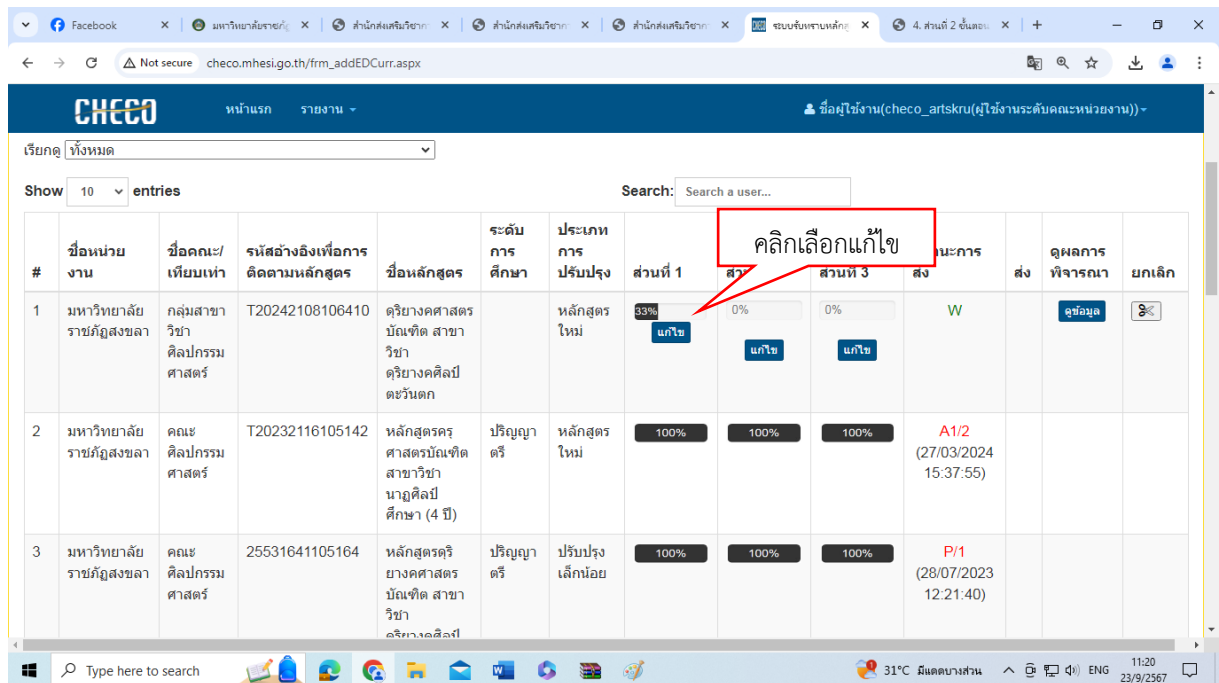 Facebook
มหาวิทยาลัยราชภัฏ
สำนักส่งเสริมวิชาการ
สำนักส่งเสริมวิชาการ
สำนักส่งเสริมวิชาการ
ระบบรับทราบหลักสู
4. ส่วนที่ 2 ขั้นตอน
Not secure checo.mhesi.go.th/frm_addEDCurr.aspx
CHECO หน้าแรก รายงาน ชื่อผู้ใช้งาน(checo_artskru(ผู้ใช้งานระดับคณะหน่วยงาน))
เรียกดู ทั้งหมด
Show 10 entries Search: Search a user...
คลิกเลือกแก้ไข
# ชื่อหน่วยงาน ชื่อคณะ/เทียบเท่า รหัสอ้างอิงเพื่อการติดตามหลักสูตร ชื่อหลักสูตร ระดับการศึกษา ประเภทการปรับปรุง ส่วนที่ 1 ส่วนที่ 3 ส่ง ดูผลการพิจารณา ยกเลิก
1 มหาวิทยาลัยราชภัฏสงขลา กลุ่มสาขาวิชาศิลปกรรมศาสตร์ T20242108106410 ดุริยางคศาสตรบัณฑิต สาขาวิชาดุริยางคศิลป์ตะวันตก หลักสูตรใหม่ 33% แก้ไข 0% แก้ไข 0% แก้ไข W ดูข้อมูล
2 มหาวิทยาลัยราชภัฏสงขลา คณะศิลปกรรมศาสตร์ T20232116105142 หลักสูตรครุศาสตรบัณฑิต สาขาวิชานาฏศิลป์ศึกษา (4 ปี) ปริญญาตรี หลักสูตรใหม่ 100% 100% 100% A1/2 (27/03/2024 15:37:55)
3 มหาวิทยาลัยราชภัฏสงขลา คณะศิลปกรรมศาสตร์ 25531641105164 หลักสูตรดุริยางคศาสตรบัณฑิต สาขาวิชาดุริยางคศิลป์ ปริญญาตรี ปรับปรุงเล็กน้อย 100% 100% 100% P/1 (28/07/2023 12:21:40)
Type here to search 31°C มีแดดบางส่วน ENG 11:20
23/9/2567